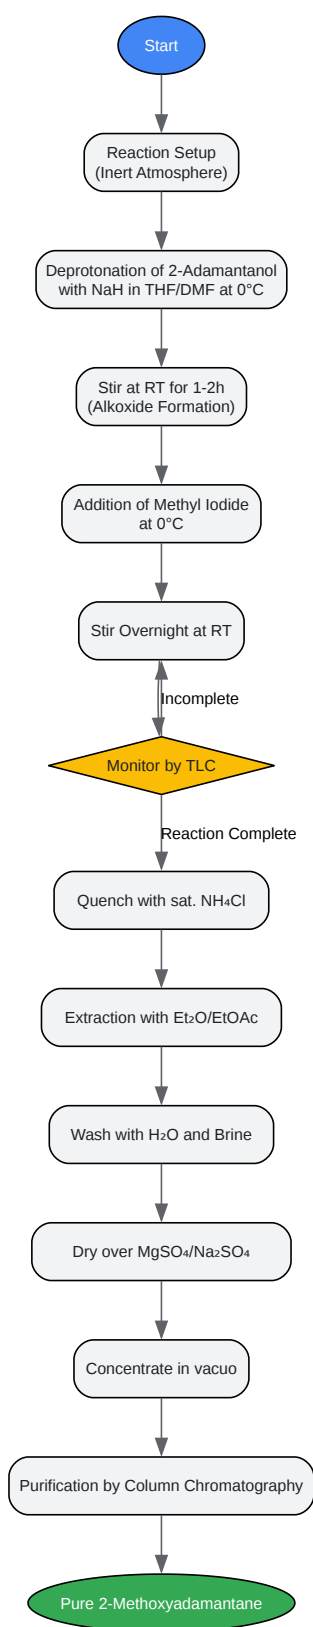 Start
Reaction Setup
(Inert Atmosphere)
Deprotonation of 2-Adamantanol
with NaH in THF/DMF at 0°C
Stir at RT for 1-2h
(Alkoxide Formation)
Addition of Methyl Iodide
at 0°C
Stir Overnight at RT
Incomplete
Monitor by TLC
Reaction Complete
Quench with sat. NH₄Cl
Extraction with Et₂O/EtOAc
Wash with H₂O and Brine
Dry over MgSO₄/Na₂SO₄
Concentrate in vacuo
Purification by Column Chromatography
Pure 2-Methoxyadamantane